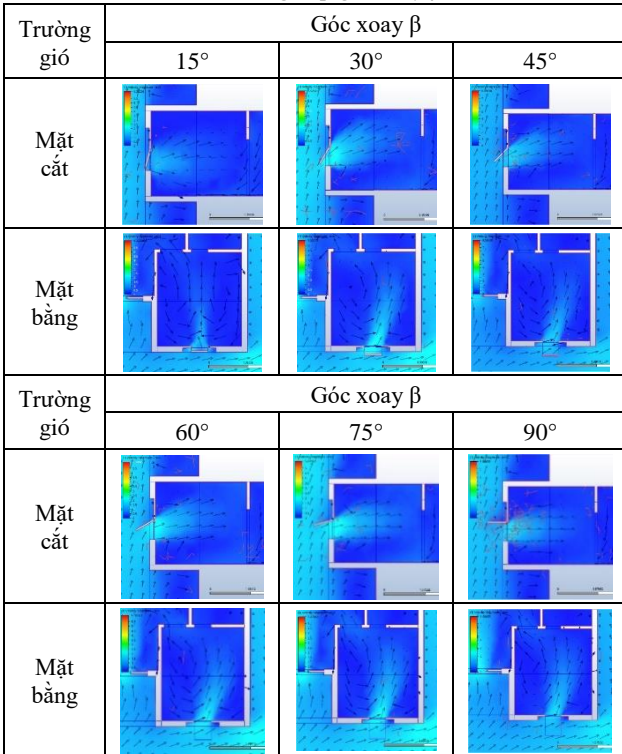 Trường gió
Góc xoay β
15° 30° 45°
Mặt cắt
Mặt bằng
Trường gió
Góc xoay β
60° 75° 90°
Mặt cắt
Mặt bằng